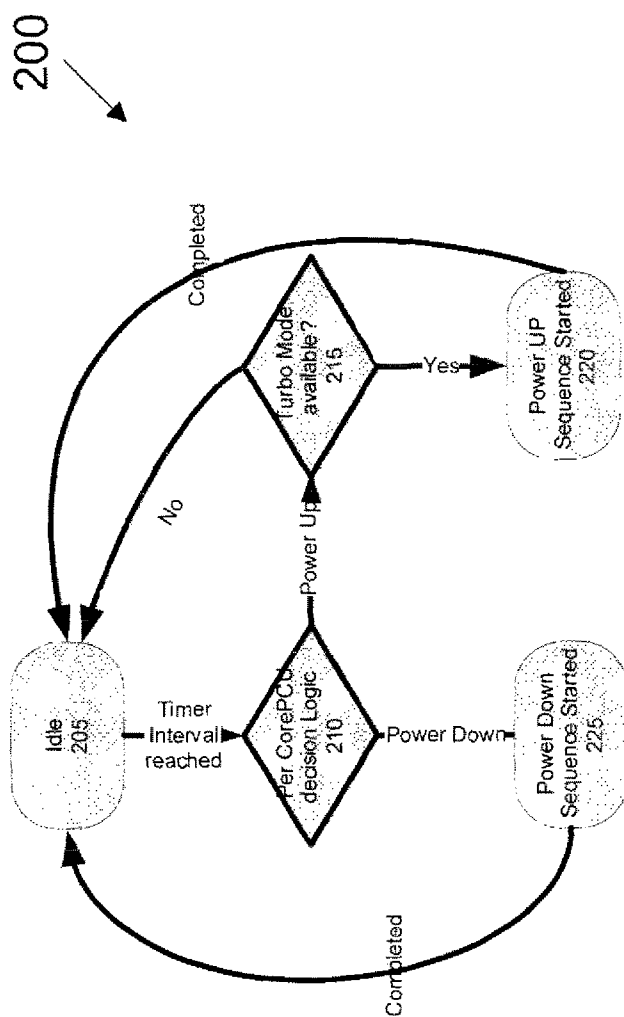 200
Idle
205
Timer
Interval
reached
Per CorePCU
decision Logic
210
Power Up
Turbo Mode
available?
215
No
Yes
Power UP
Sequence Started
220
Completed
Power Down
Power Down
Sequence Started
225
Completed